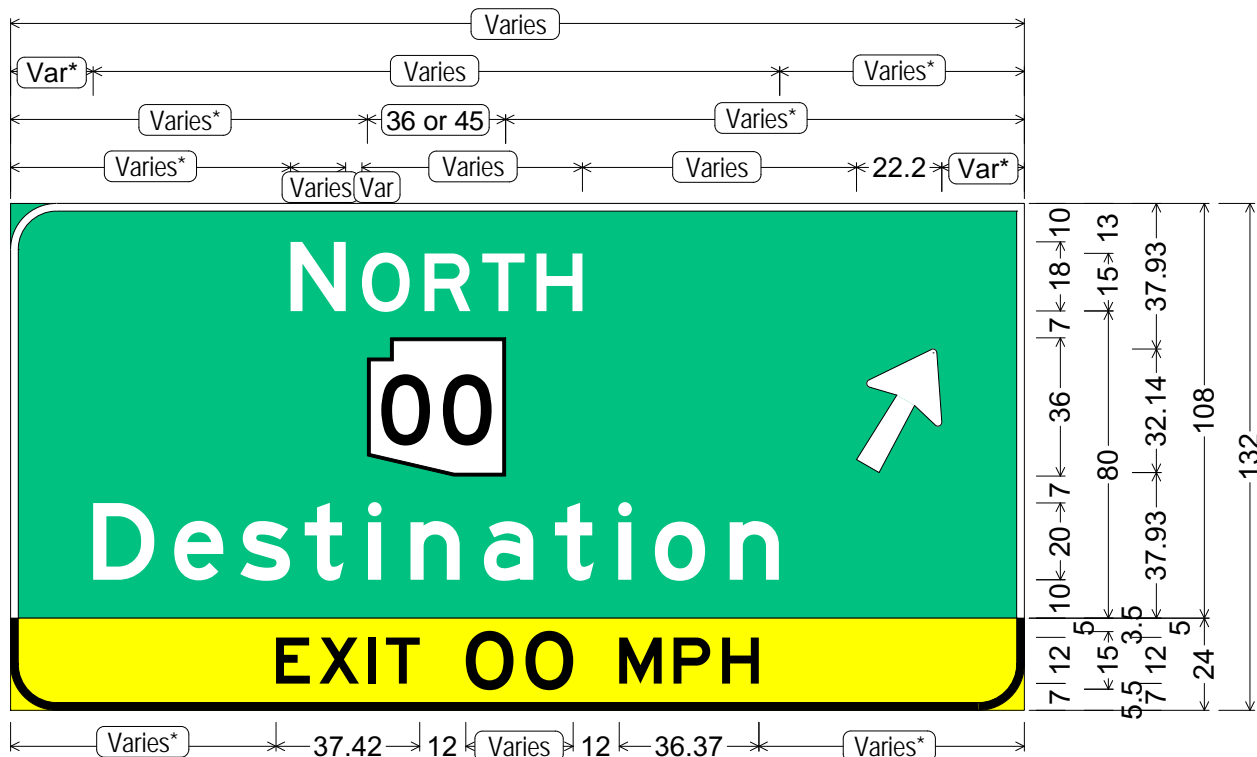 Varies
Var* Varies Varies*
Varies* 36 or 45 Varies*
Varies* Varies Var Varies Varies 22.2 Var*
NORTH
00
Destination
EXIT 00 MPH
10 18 7 36 7 20 10
13 15 80
37.93 32.14 37.93
108
132
5 3.5 5
7 12 15 5.5 7 12 24
Varies* 37.42 12 Varies 12 36.37 Varies*